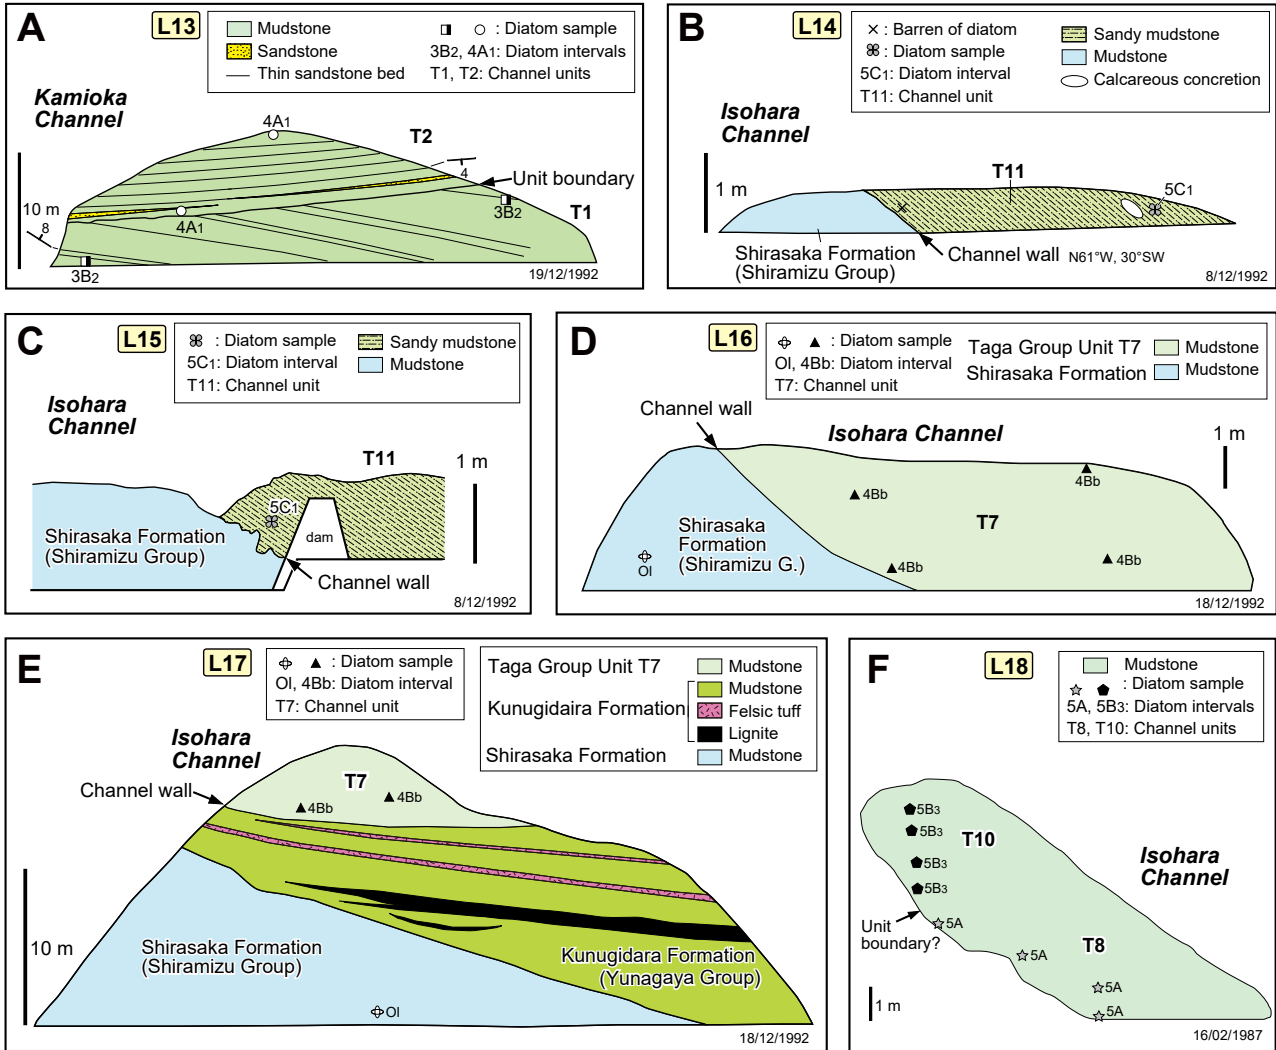 A
L13
Mudstone
Sandstone
Thin sandstone bed
: Diatom sample
3B2, 4A1: Diatom intervals
T1, T2: Channel units
Kamioka
Channel
4A1
T2
4
Unit boundary
3B2
T1
10 m
8
4A1
3B2
19/12/1992
B
L14
: Barren of diatom
: Diatom sample
5C1: Diatom interval
T11: Channel unit
Sandy mudstone
Mudstone
Calcareous concretion
Isohara
Channel
1 m
T11
5C1
Shirasaka Formation
(Shiramizu Group)
Channel wall N61°W, 30°SW
8/12/1992
C
L15
: Diatom sample
5C1: Diatom interval
T11: Channel unit
Sandy mudstone
Mudstone
Isohara
Channel
T11
1 m
5C1
dam
Shirasaka Formation
(Shiramizu Group)
Channel wall
8/12/1992
D
L16
: Diatom sample
OI, 4Bb: Diatom interval
T7: Channel unit
Taga Group Unit T7
Mudstone
Shirasaka Formation
Mudstone
Channel wall
Isohara Channel
1 m
4Bb
4Bb
T7
Shirasaka
Formation
(Shiramizu G.)
OI
4Bb
4Bb
18/12/1992
E
L17
: Diatom sample
OI, 4Bb: Diatom interval
T7: Channel unit
Taga Group Unit T7
Mudstone
Kunugidaira Formation
Mudstone
Felsic tuff
Lignite
Shirasaka Formation
Mudstone
Isohara
Channel
Channel wall
T7
4Bb
4Bb
10 m
Shirasaka Formation
(Shiramizu Group)
Kunugidara Formation
(Yunagaya Group)
OI
18/12/1992
F
L18
Mudstone
: Diatom sample
5A, 5B3: Diatom intervals
T8, T10: Channel units
5B3
5B3
T10
5B3
5B3
Isohara
Channel
Unit
boundary?
5A
5A
T8
5A
5A
1 m
16/02/1987